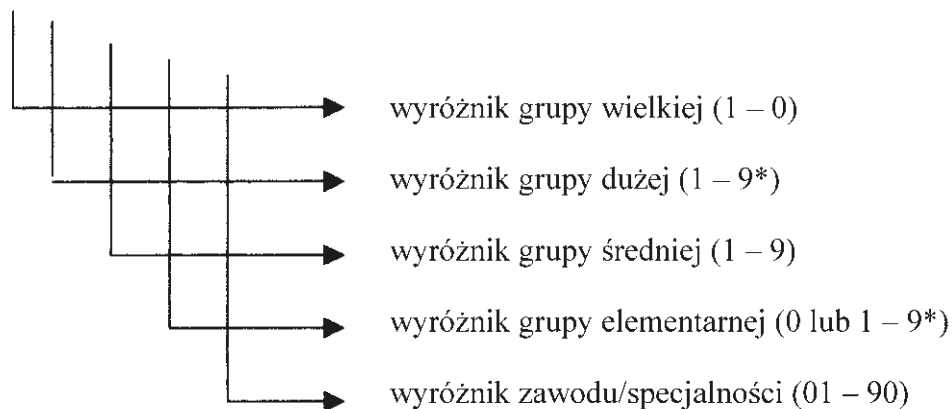 wyróżnik grupy wielkiej (1 – 0)
wyróżnik grupy dużej (1 – 9*)
wyróżnik grupy średniej (1 – 9)
wyróżnik grupy elementarnej (0 lub 1 – 9*)
wyróżnik zawodu/specjalności (01 – 90)